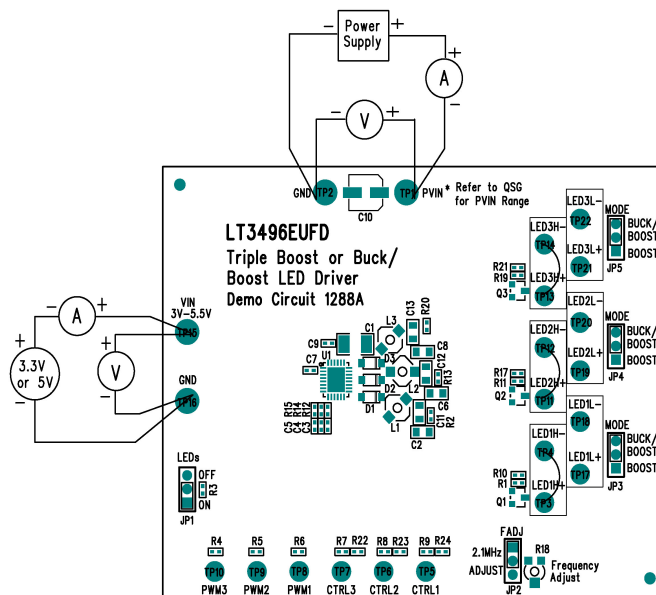 Power
Supply
− +
+ A −
− V +
GND TP2 C10 TP1 PVIN * Refer to QSG
for PVIN Range
LT3496EUFD
Triple Boost or Buck/
Boost LED Driver
Demo Circuit 1288A
VIN
3V-5.5V
TP15
− A +
+
3.3V
or 5V
−
+
V
−
GND
TP16
LED3L-
TP22
LED3L+
TP21
LED3H-
TP14
LED3H+
TP13
MODE
BUCK/
BOOST
BOOST
JP5
R21
R19
Q3
LED2L-
TP20
LED2L+
TP19
LED2H-
TP12
LED2H+
TP11
MODE
BUCK/
BOOST
BOOST
JP4
R17
R11
Q2
LED1L-
TP18
LED1L+
TP17
LED1H-
TP4
LED1H+
TP3
MODE
BUCK/
BOOST
BOOST
JP3
R10
R1
Q1
L3
C13
R20
C1
C9
C8
U1
C7
D3
C12
R13
D2
L2
C6
D1
L1
C11
R2
C2
R15
R14
R12
C5
C4
C3
LEDs
OFF
ON
R3
JP1
R4 R5 R6 R7 R22 R8 R23 R9 R24
TP10 TP9 TP8 TP7 TP6 TP5
PWM3 PWM2 PWM1 CTRL3 CTRL2 CTRL1
FADJ
2.1MHz
ADJUST
JP2
R18
Frequency
Adjust